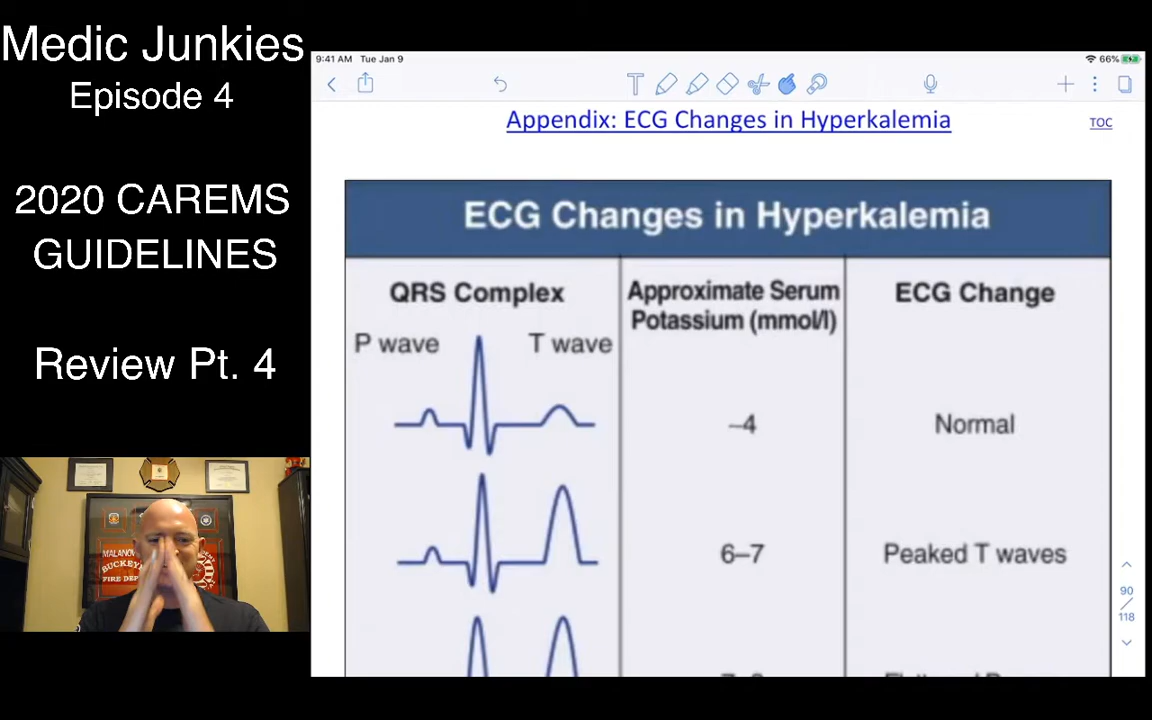 Medic Junkies
Episode 4
2020 CAREMS
GUIDELINES
Review Pt. 4
9:41 AM Tue Jan 9
66%
Appendix: ECG Changes in Hyperkalemia
TOC
ECG Changes in Hyperkalemia
QRS Complex
Approximate Serum
Potassium (mmol/l)
ECG Change
P wave
T wave
~4
Normal
6–7
Peaked T waves
90
118
BUCKEYE
FIRE